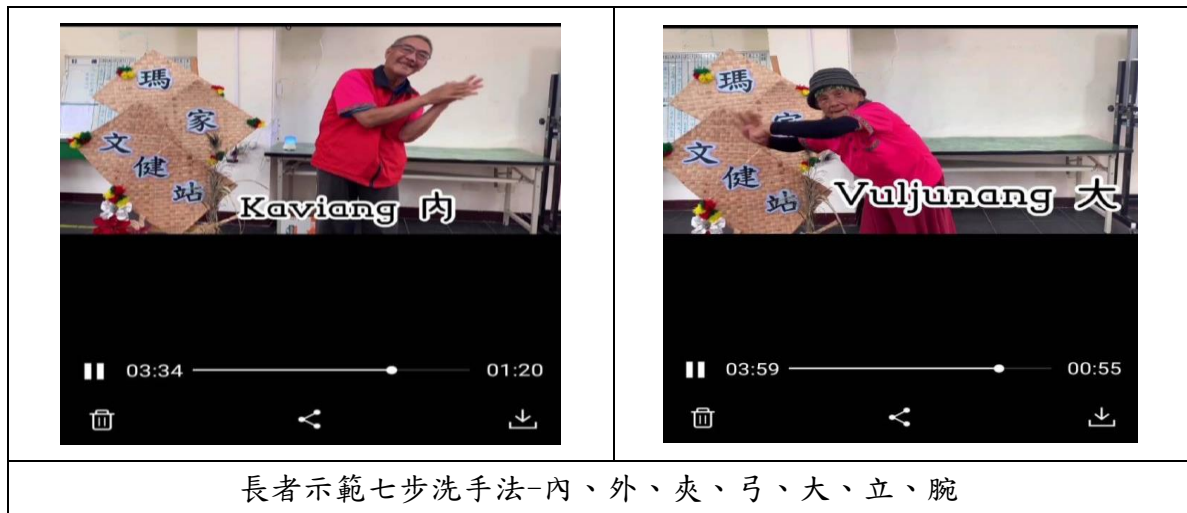 瑪
家
文
健
站
Kaviang 內
03:34
01:20
瑪
家
文
健
站
Vuljunang 大
03:59
00:55
長者示範七步洗手法-內、外、夾、弓、大、立、腕